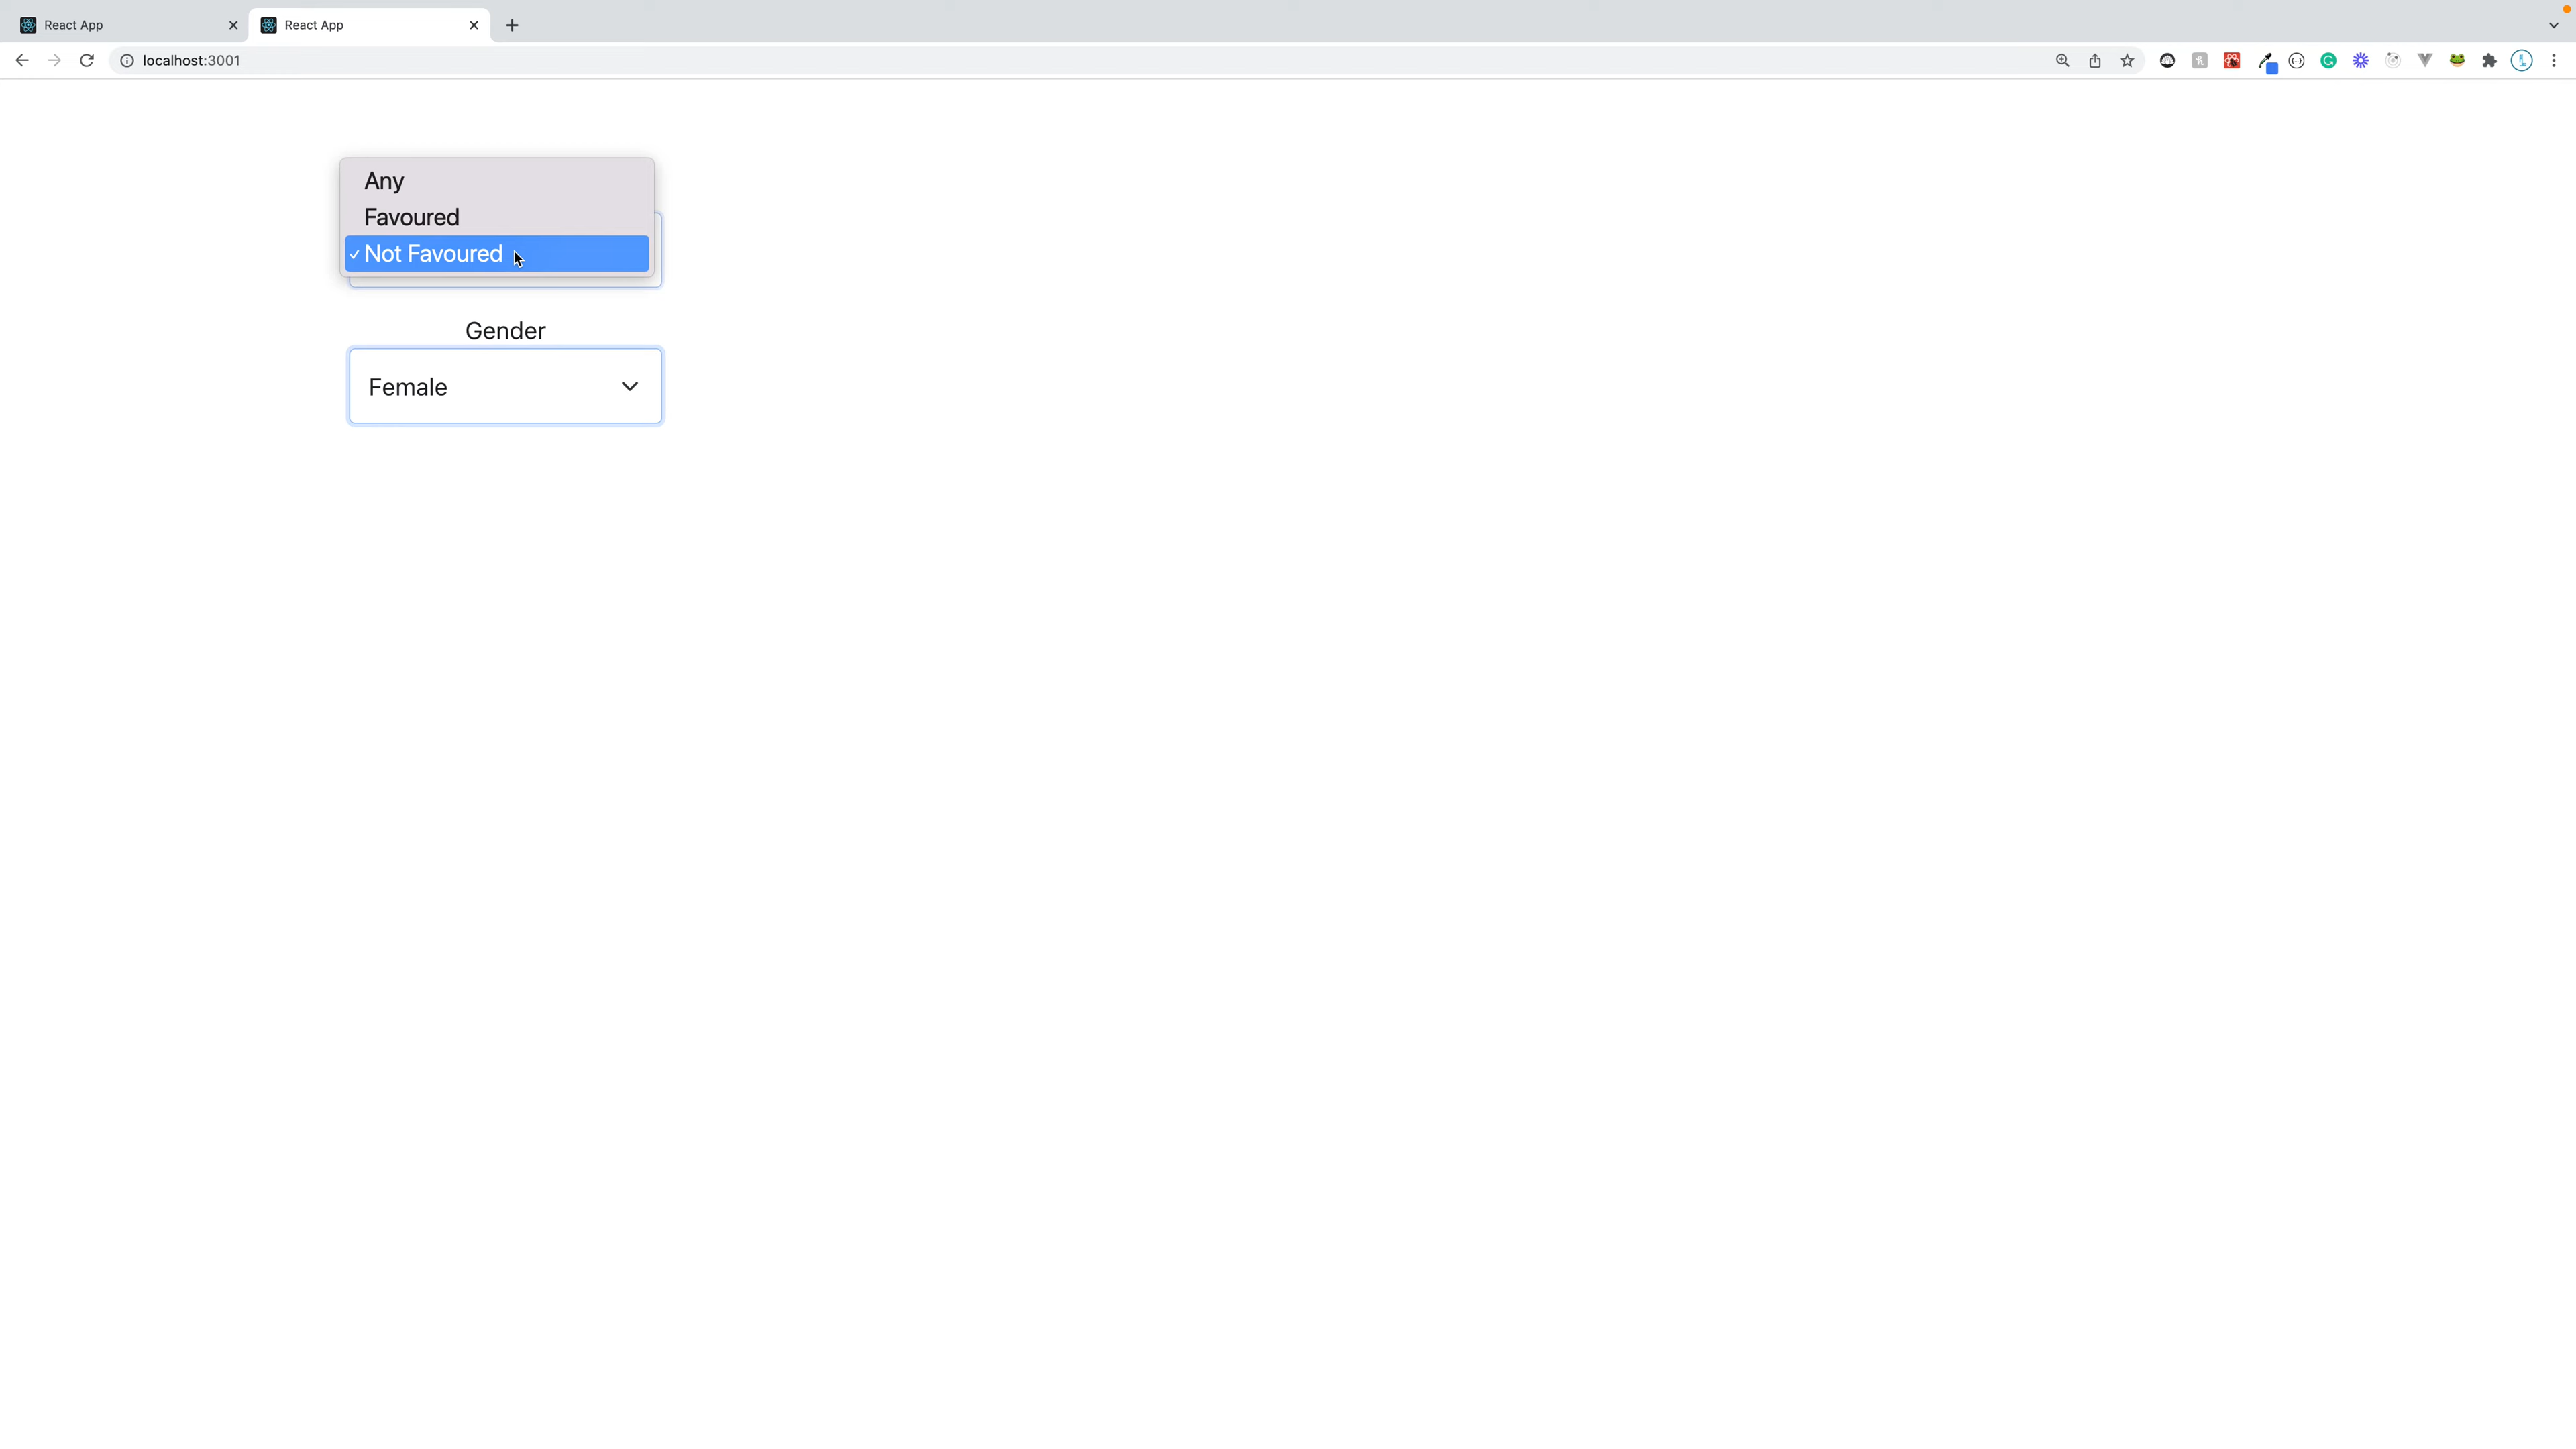 React App
React App
localhost:3001
Any
Favoured
✓ Not Favoured
Gender
Female